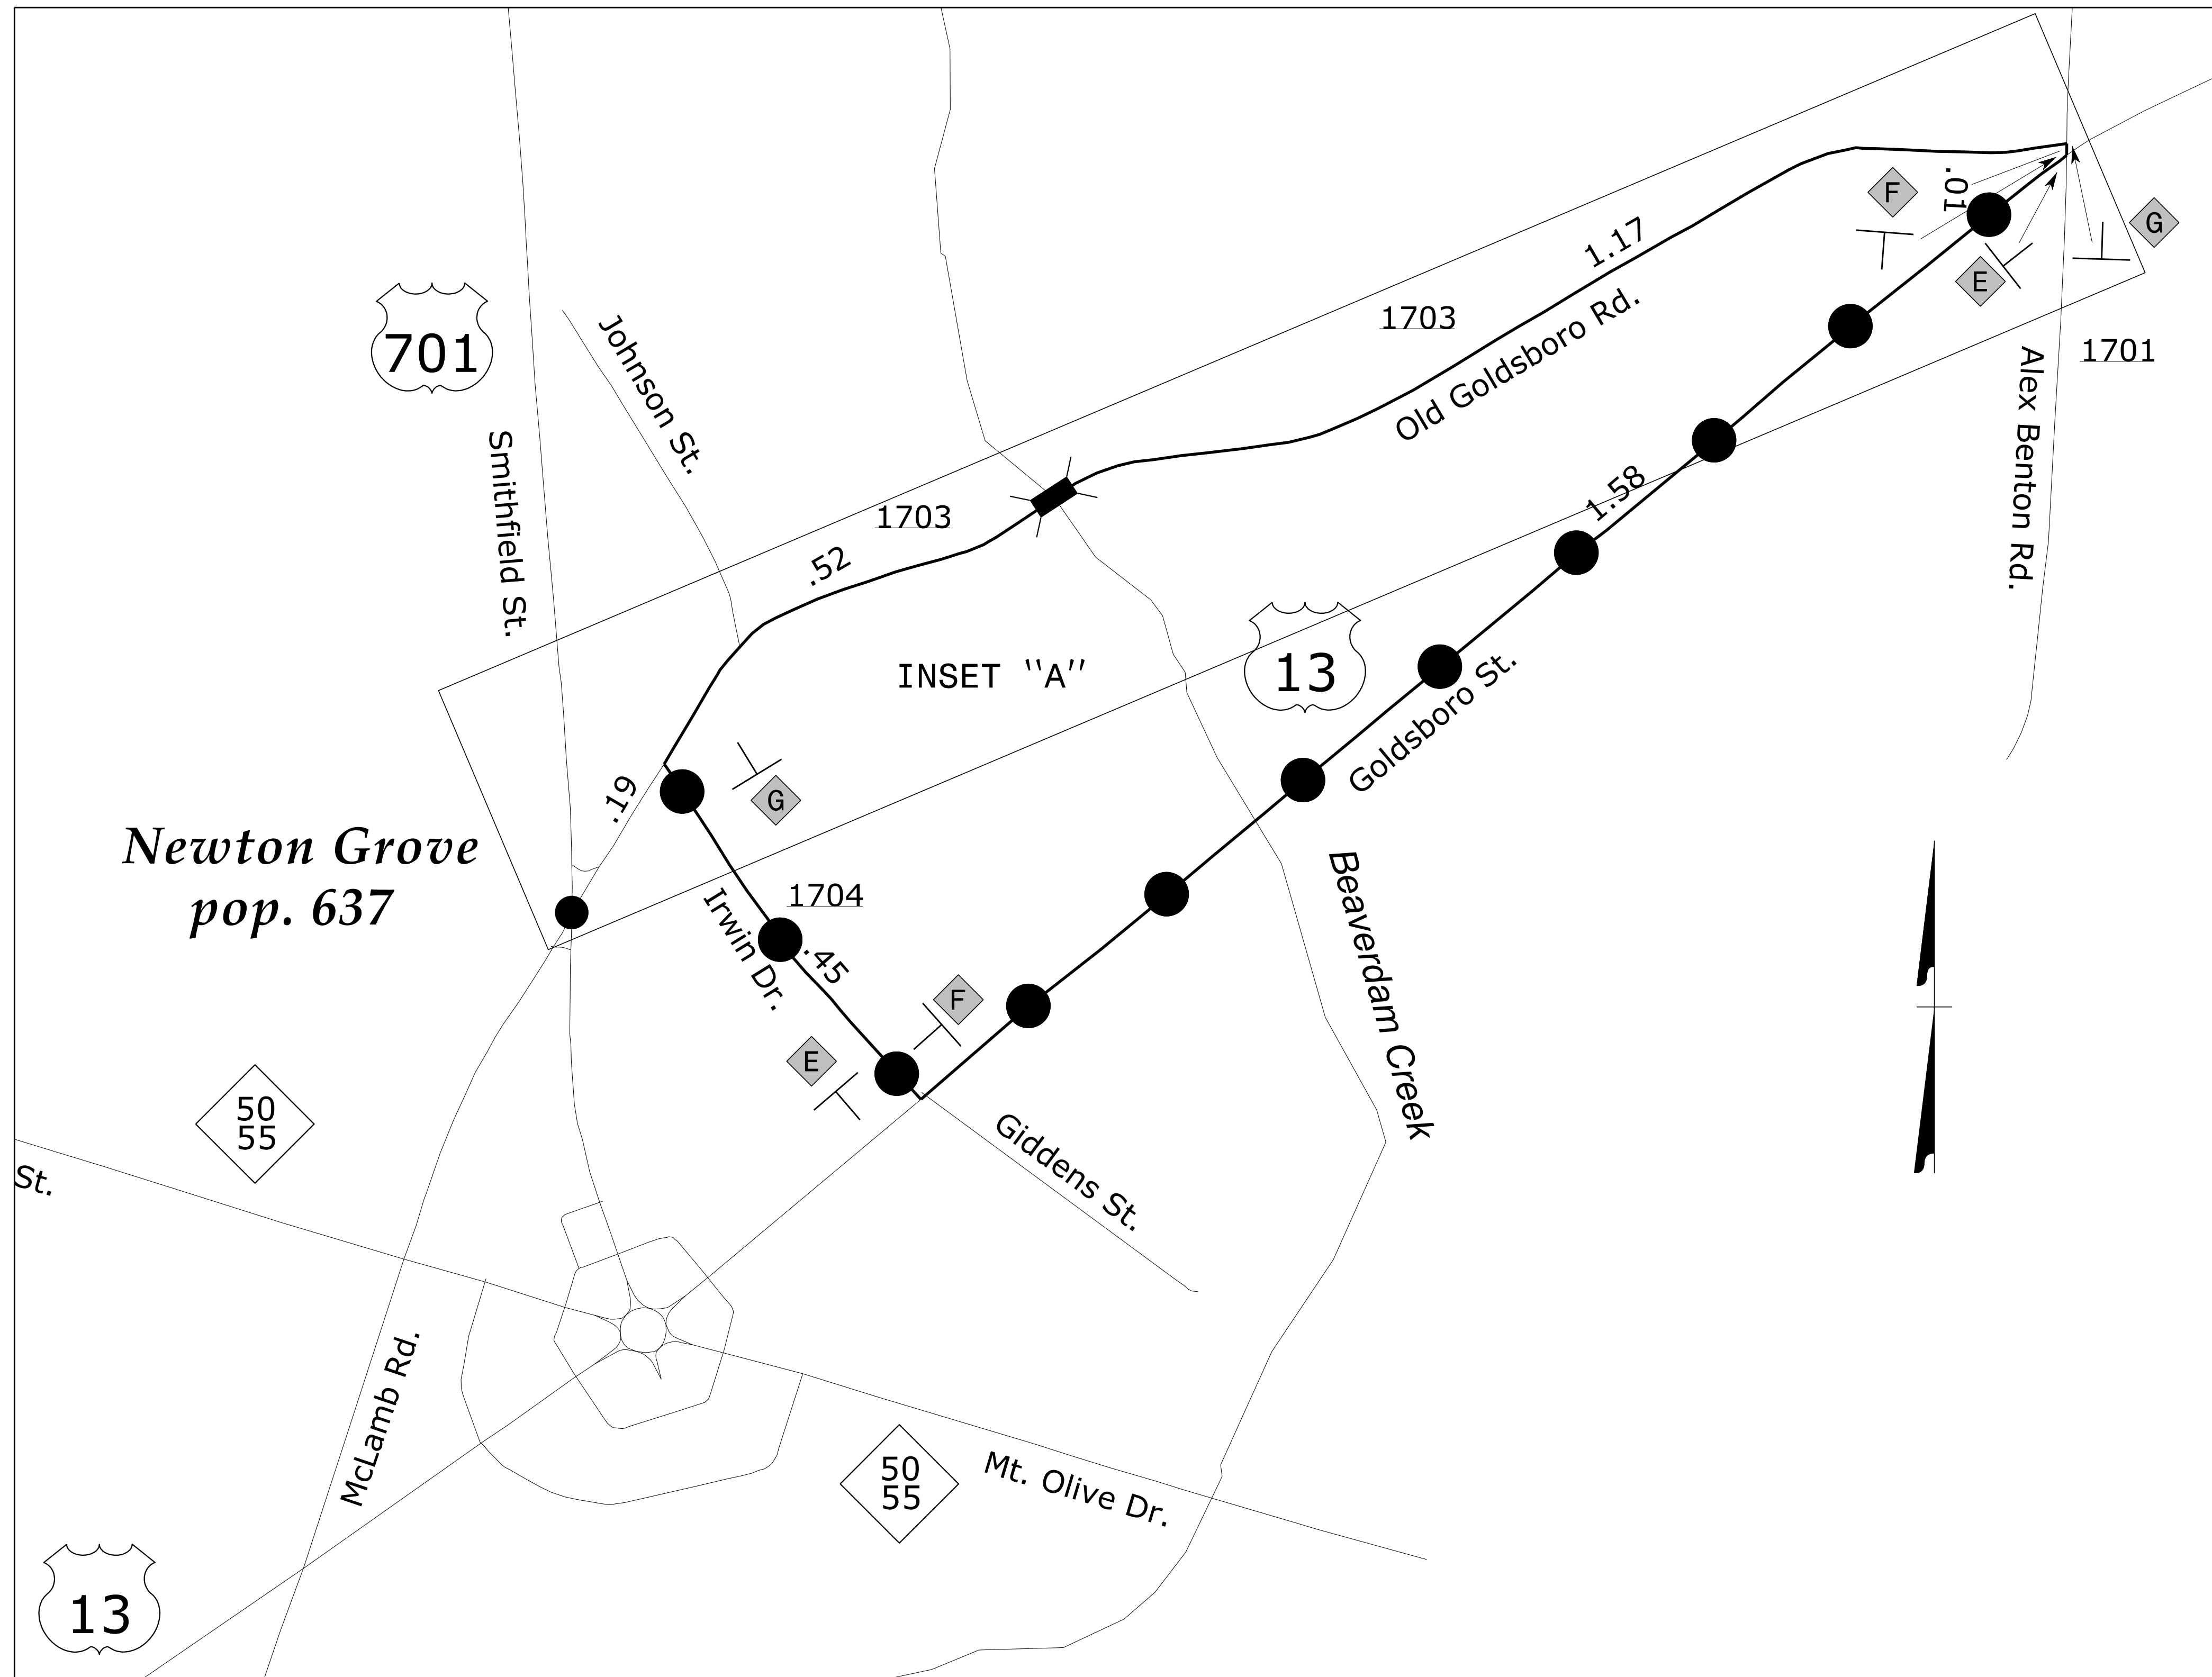 F
.01
G
1.17
E
1703
Old Goldsboro Rd.
701
Johnson St.
1701
Alex Benton Rd.
Smithfield St.
1703
1.58
.52
INSET "A"
13
Goldsboro St.
.19
G
Newton Grove
pop. 637
1704
Irwin Dr.
.45
Beaverdam Creek
F
E
50
55
St.
Giddens St.
McLamb Rd.
50
55
Mt. Olive Dr.
13